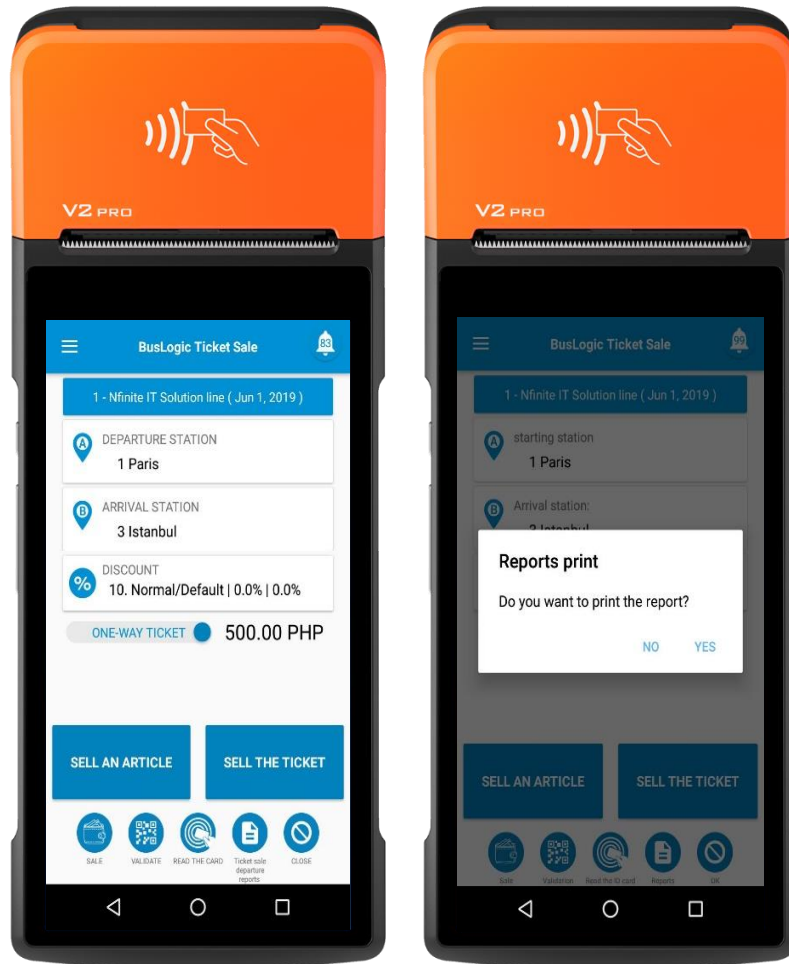 V2 PRO
BusLogic Ticket Sale
83
1 - Nfinite IT Solution line ( Jun 1, 2019 )
A
DEPARTURE STATION
1 Paris
B
ARRIVAL STATION
3 Istanbul
%
DISCOUNT
10. Normal/Default | 0.0% | 0.0%
ONE-WAY TICKET
500.00 PHP
SELL AN ARTICLE
SELL THE TICKET
SALE
VALIDATE
READ THE CARD
Ticket sale
departure
reports
CLOSE
V2 PRO
BusLogic Ticket Sale
99
1 - Nfinite IT Solution line ( Jun 1, 2019 )
A
starting station
1 Paris
B
Arrival station:
3 Istanbul
Reports print
Do you want to print the report?
NO
YES
SELL AN ARTICLE
SELL THE TICKET
Sale
Validation
Read the ID card
Reports
OK